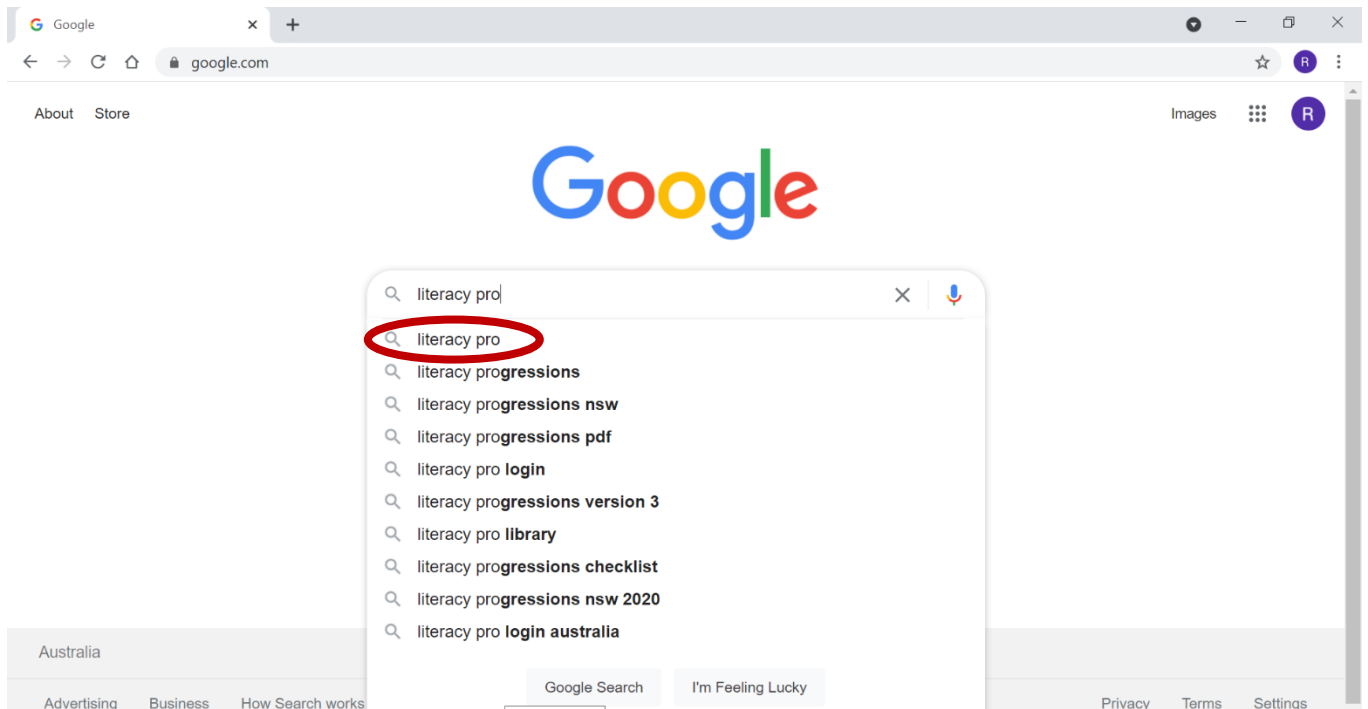 Google
google.com
R
About Store
Images
R
Google
literacy pro
literacy pro
literacy progressions
literacy progressions nsw
literacy progressions pdf
literacy pro login
literacy progressions version 3
literacy pro library
literacy progressions checklist
literacy progressions nsw 2020
literacy pro login australia
Australia
Google Search I'm Feeling Lucky
Advertising Business How Search works
Privacy Terms Settings